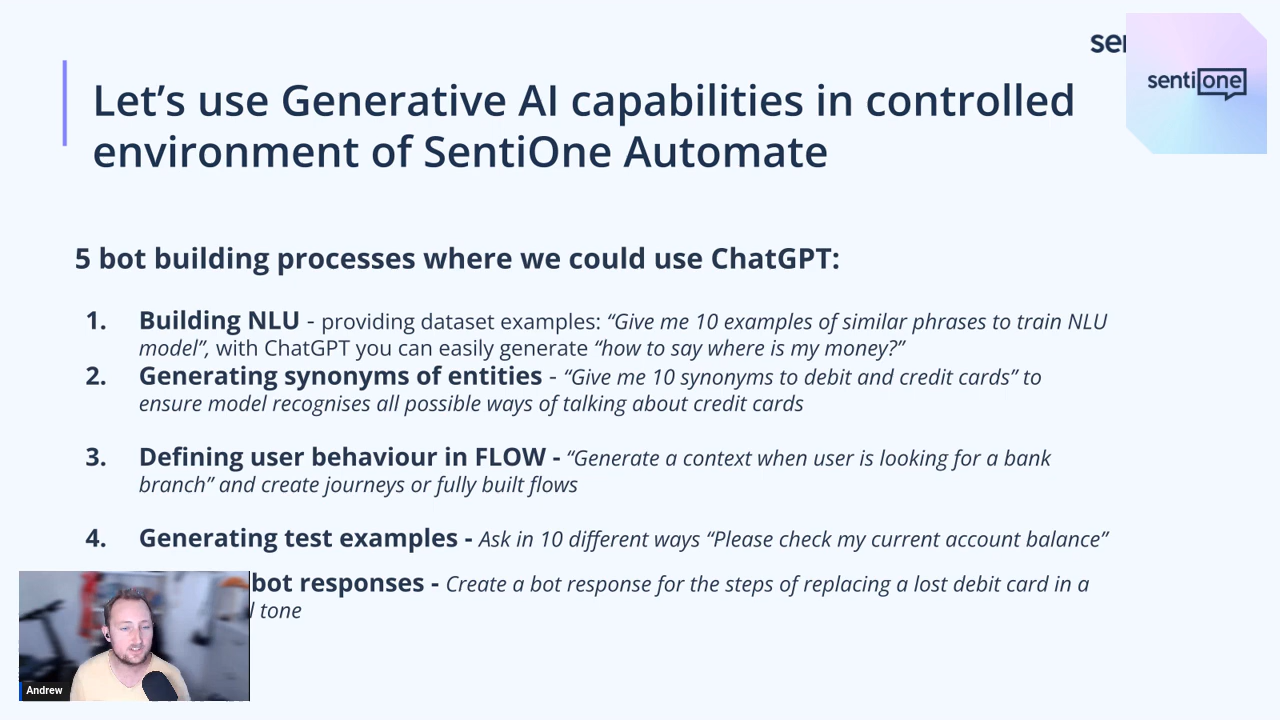 sentione
Let’s use Generative AI capabilities in controlled
environment of SentiOne Automate
5 bot building processes where we could use ChatGPT:
1. Building NLU - providing dataset examples: “Give me 10 examples of similar phrases to train NLU
model”, with ChatGPT you can easily generate “how to say where is my money?”
2. Generating synonyms of entities - “Give me 10 synonyms to debit and credit cards” to
ensure model recognises all possible ways of talking about credit cards
3. Defining user behaviour in FLOW - “Generate a context when user is looking for a bank
branch” and create journeys or fully built flows
4. Generating test examples - Ask in 10 different ways “Please check my current account balance”
bot responses - Create a bot response for the steps of replacing a lost debit card in a
tone
Andrew